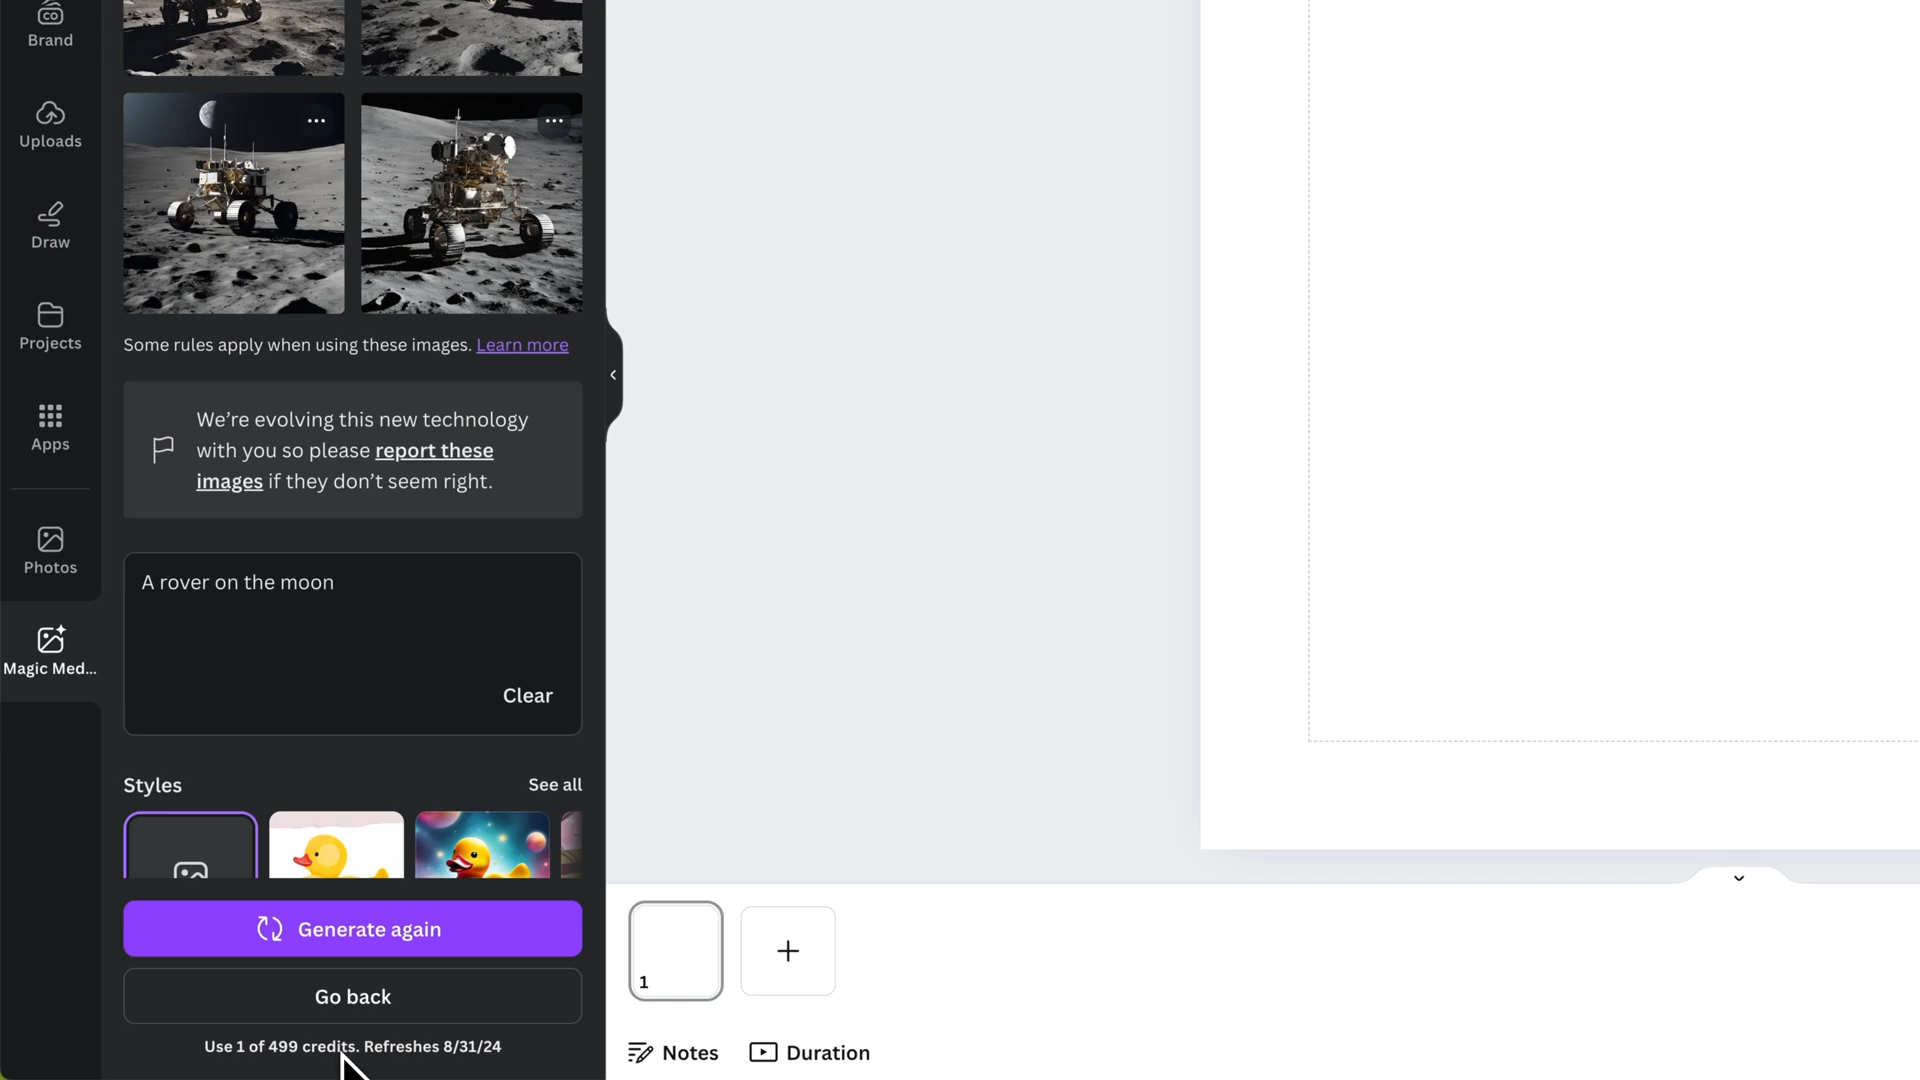 Brand
Uploads
Draw
Projects
Apps
Photos
Magic Med...
Some rules apply when using these images. Learn more
We're evolving this new technology
with you so please report these
images if they don't seem right.
A rover on the moon
Clear
Styles
See all
Generate again
Go back
Use 1 of 499 credits. Refreshes 8/31/24
1
Notes
Duration